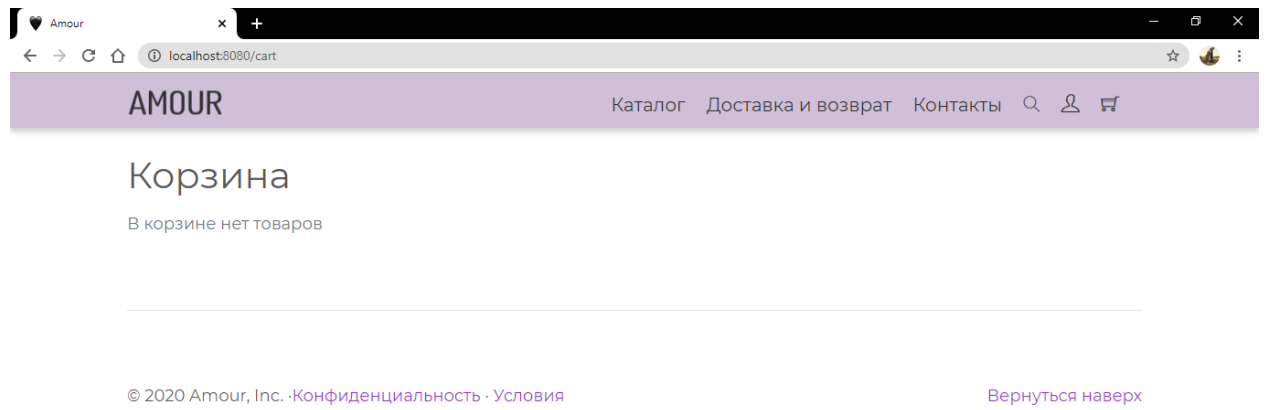 Amour
localhost:8080/cart
AMOUR Каталог Доставка и возврат Контакты
Корзина
В корзине нет товаров
© 2020 Amour, Inc. ·Конфиденциальность · Условия Вернуться наверх